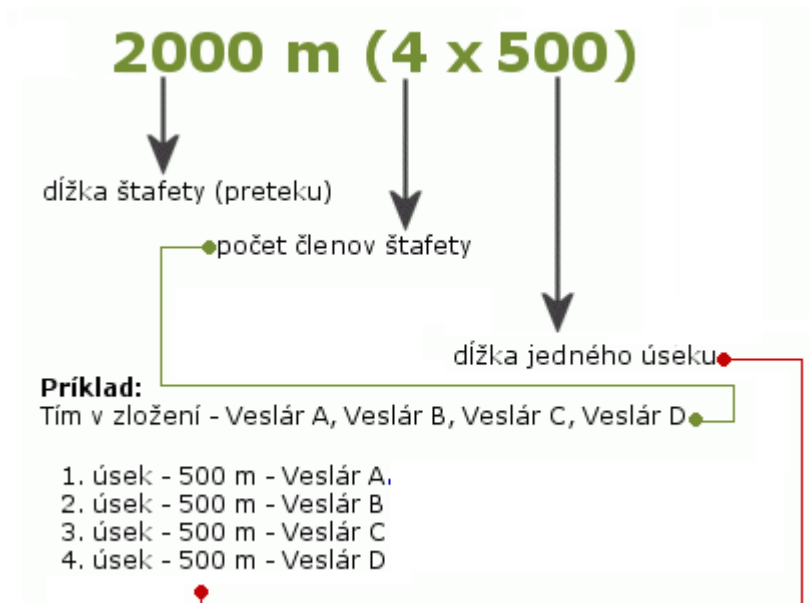 2000 m (4 x 500)
dĺžka štafety (preteku)
počet členov štafety
dĺžka jedného úseku
Príklad:
Tím v zložení - Veslár A, Veslár B, Veslár C, Veslár D
1. úsek - 500 m - Veslár A.
2. úsek - 500 m - Veslár B
3. úsek - 500 m - Veslár C
4. úsek - 500 m - Veslár D